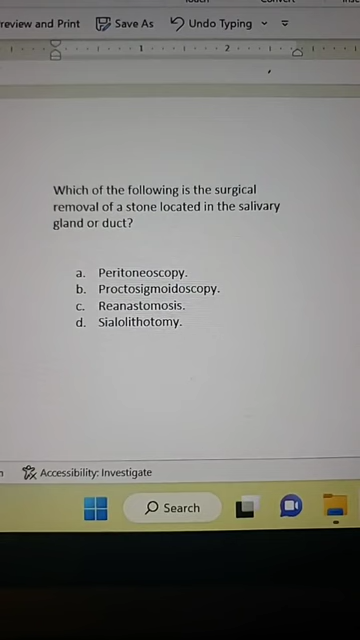 review and Print Save As Undo Typing
1 2
Which of the following is the surgical
removal of a stone located in the salivary
gland or duct?
a. Peritoneoscopy.
b. Proctosigmoidoscopy.
c. Reanastomosis.
d. Sialolithotomy.
Accessibility: Investigate
Search